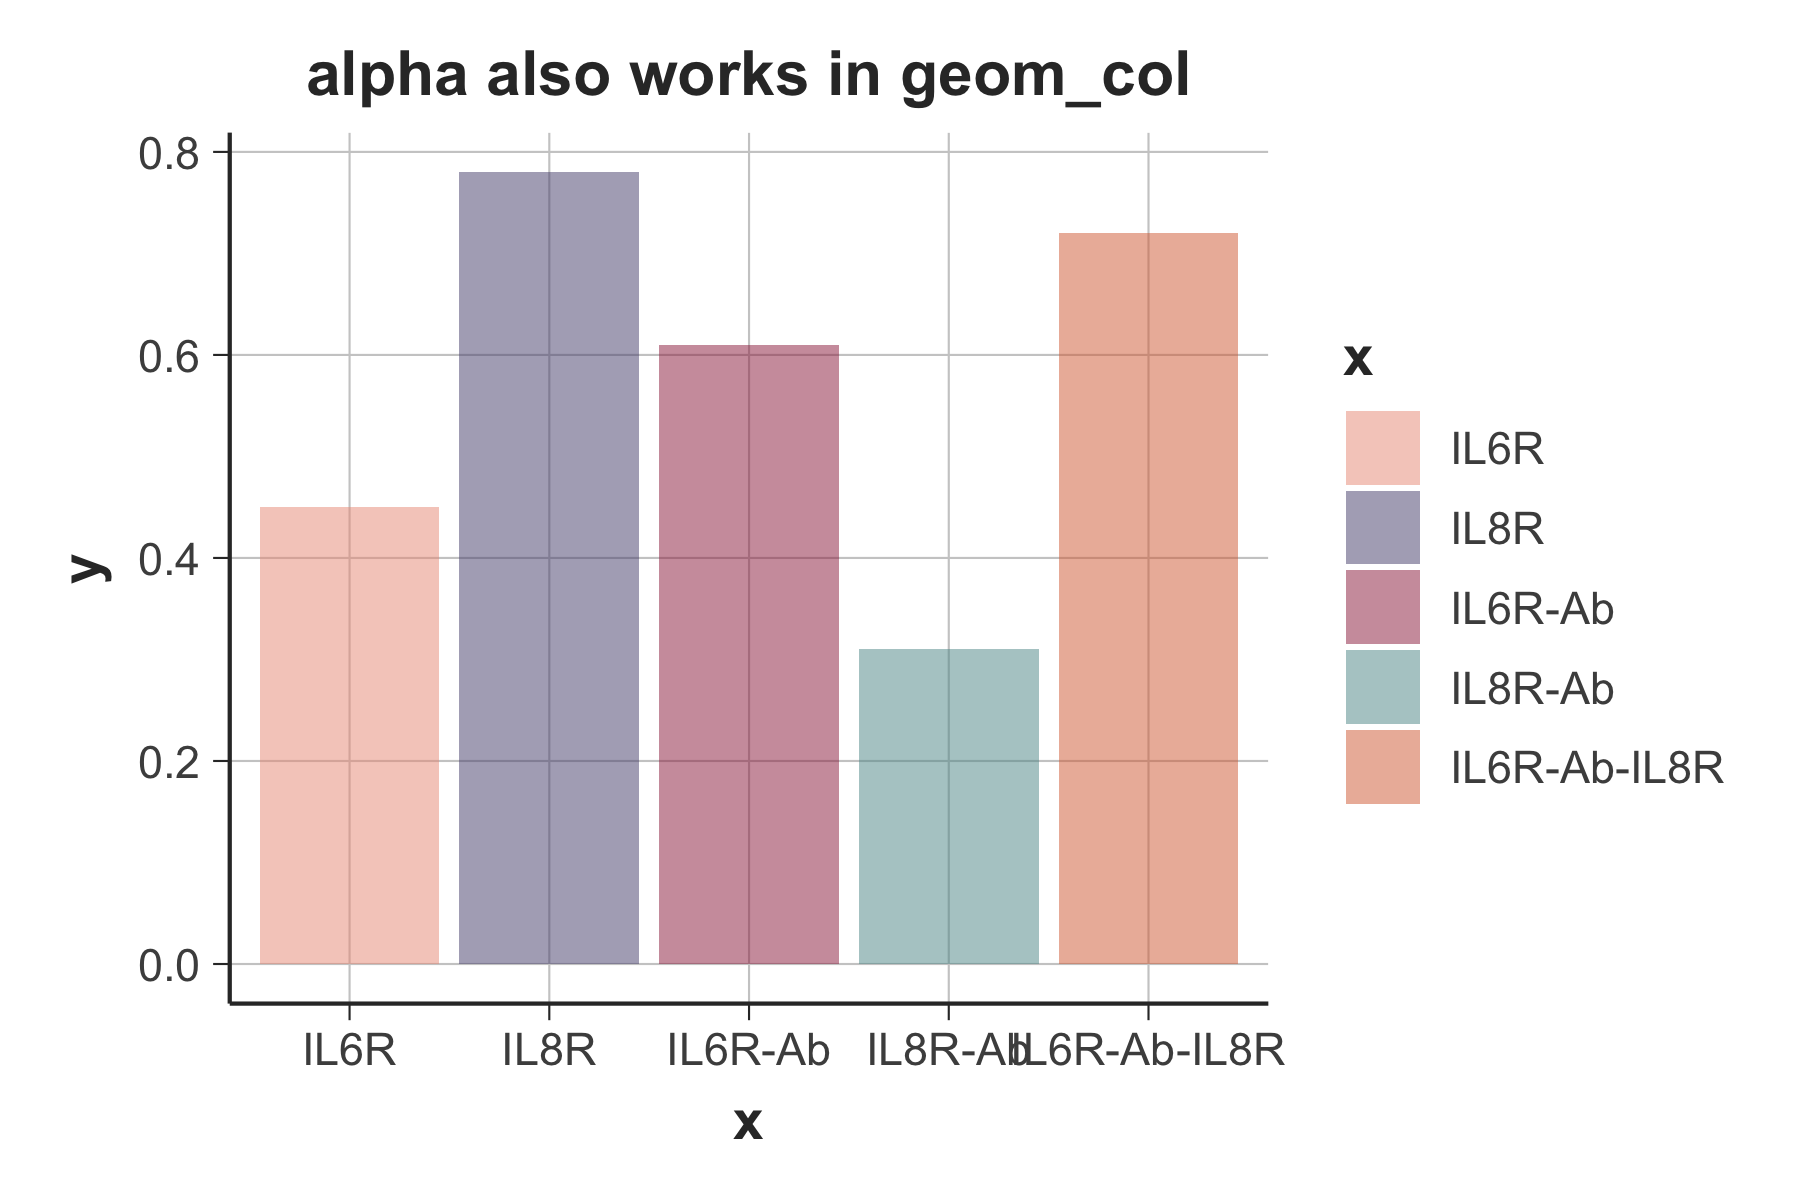 alpha also works in geom_col
0.8
0.6
0.4
0.2
0.0
y
IL6R IL8R IL6R-Ab IL8R-Ab IL6R-Ab-IL8R
x
x
IL6R
IL8R
IL6R-Ab
IL8R-Ab
IL6R-Ab-IL8R